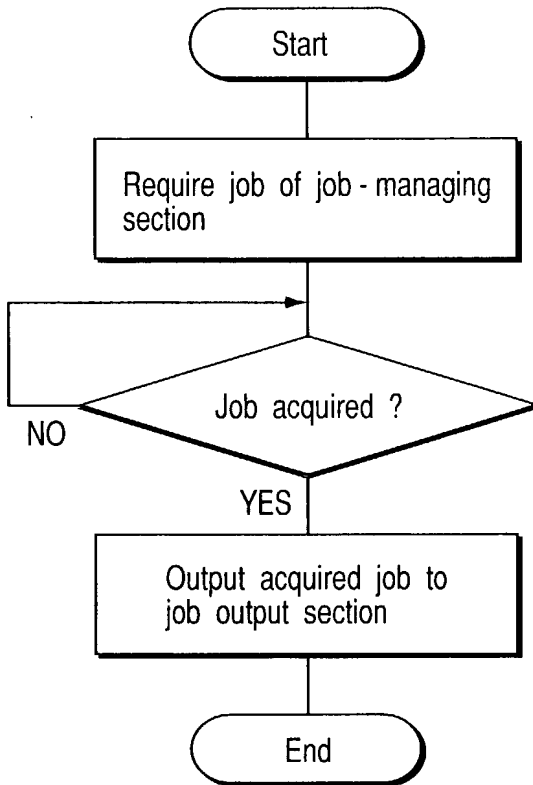 Start
Require job of job - managing
section
Job acquired ?
NO
YES
Output acquired job to
job output section
End